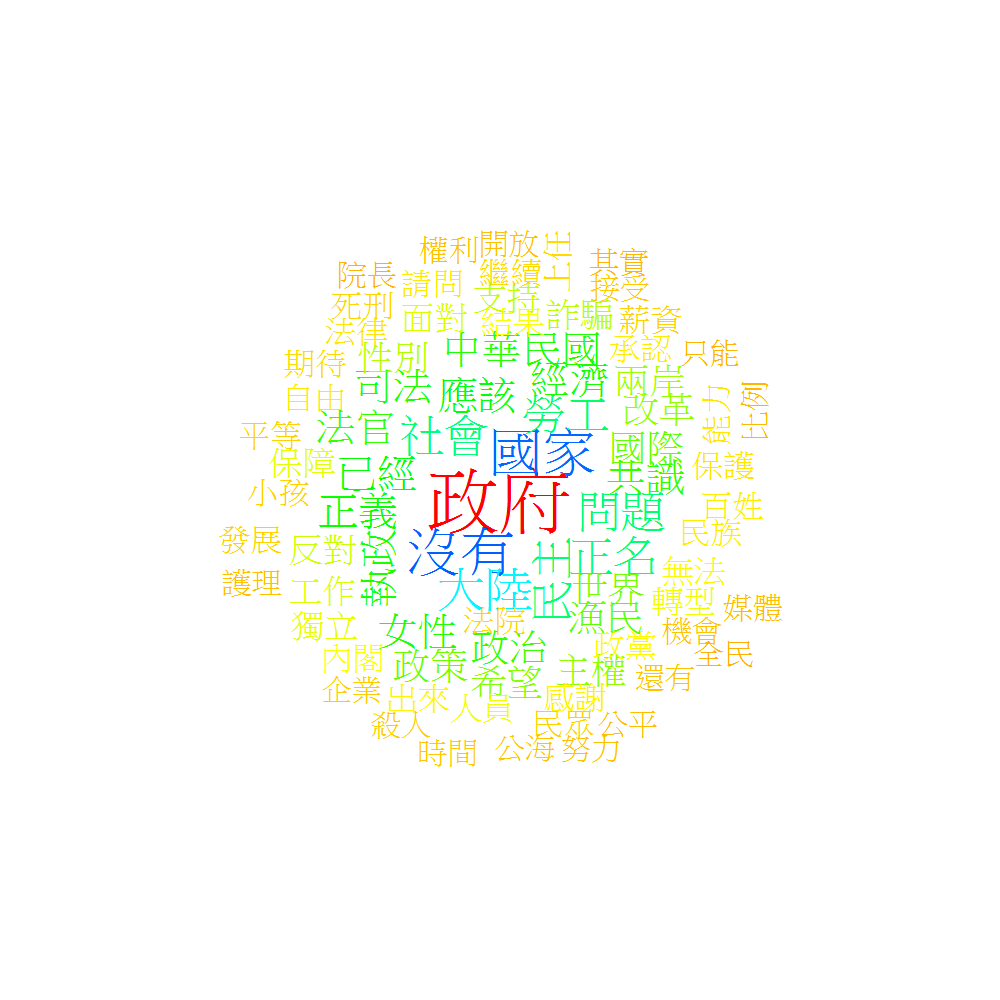 權利
開放
上任
院長
請問
繼續
其實
死刑
支持
接受
法律
面對
結果
詐騙
薪資
期待
性別
中華民國
承認
只能
自由
司法
應該
經濟
兩岸
能力
比例
平等
法官
社會
勞工
改革
保障
已經
國家
國際
保護
小孩
正義
政府
共識
百姓
發展
反對
執政
沒有
問題
民族
護理
工作
大陸
民主
正名
世界
無法
轉型
媒體
獨立
女性
法院
漁民
機會
內閣
政策
政治
政黨
全民
企業
出來
希望
主權
還有
殺人
人員
感謝
民眾
公平
時間
公海
努力